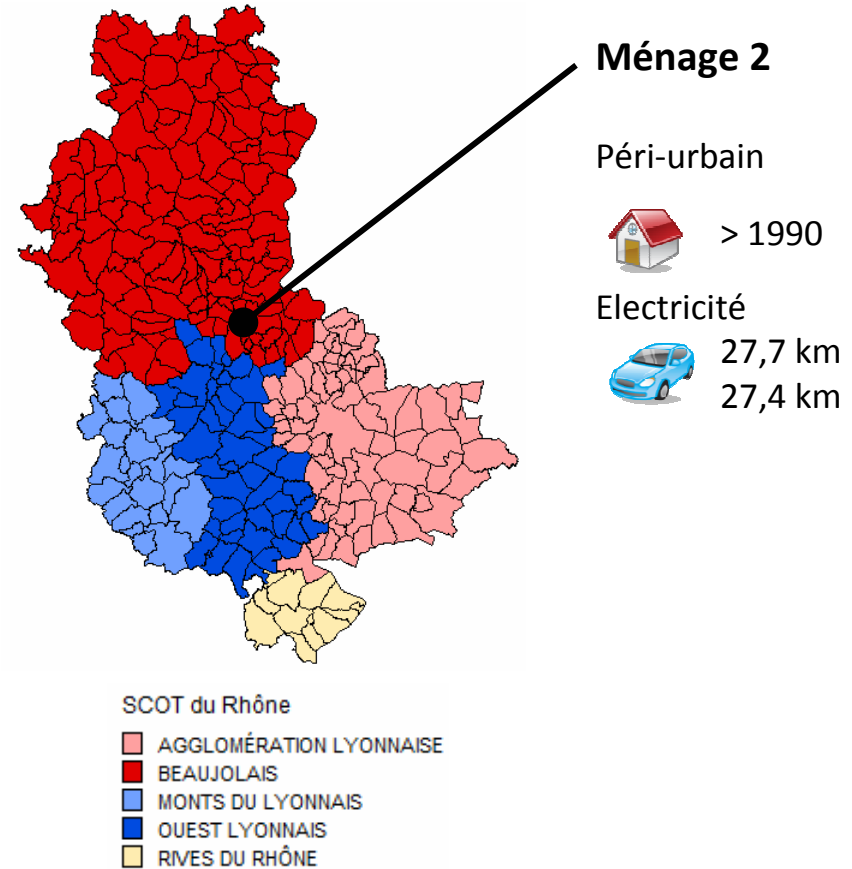 Ménage 2
Péri-urbain
> 1990
Electricité
27,7 km
27,4 km
SCOT du Rhône
AGGLOMÉRATION LYONNAISE
BEAUJOLAIS
MONTS DU LYONNAIS
OUEST LYONNAIS
RIVES DU RHÔNE